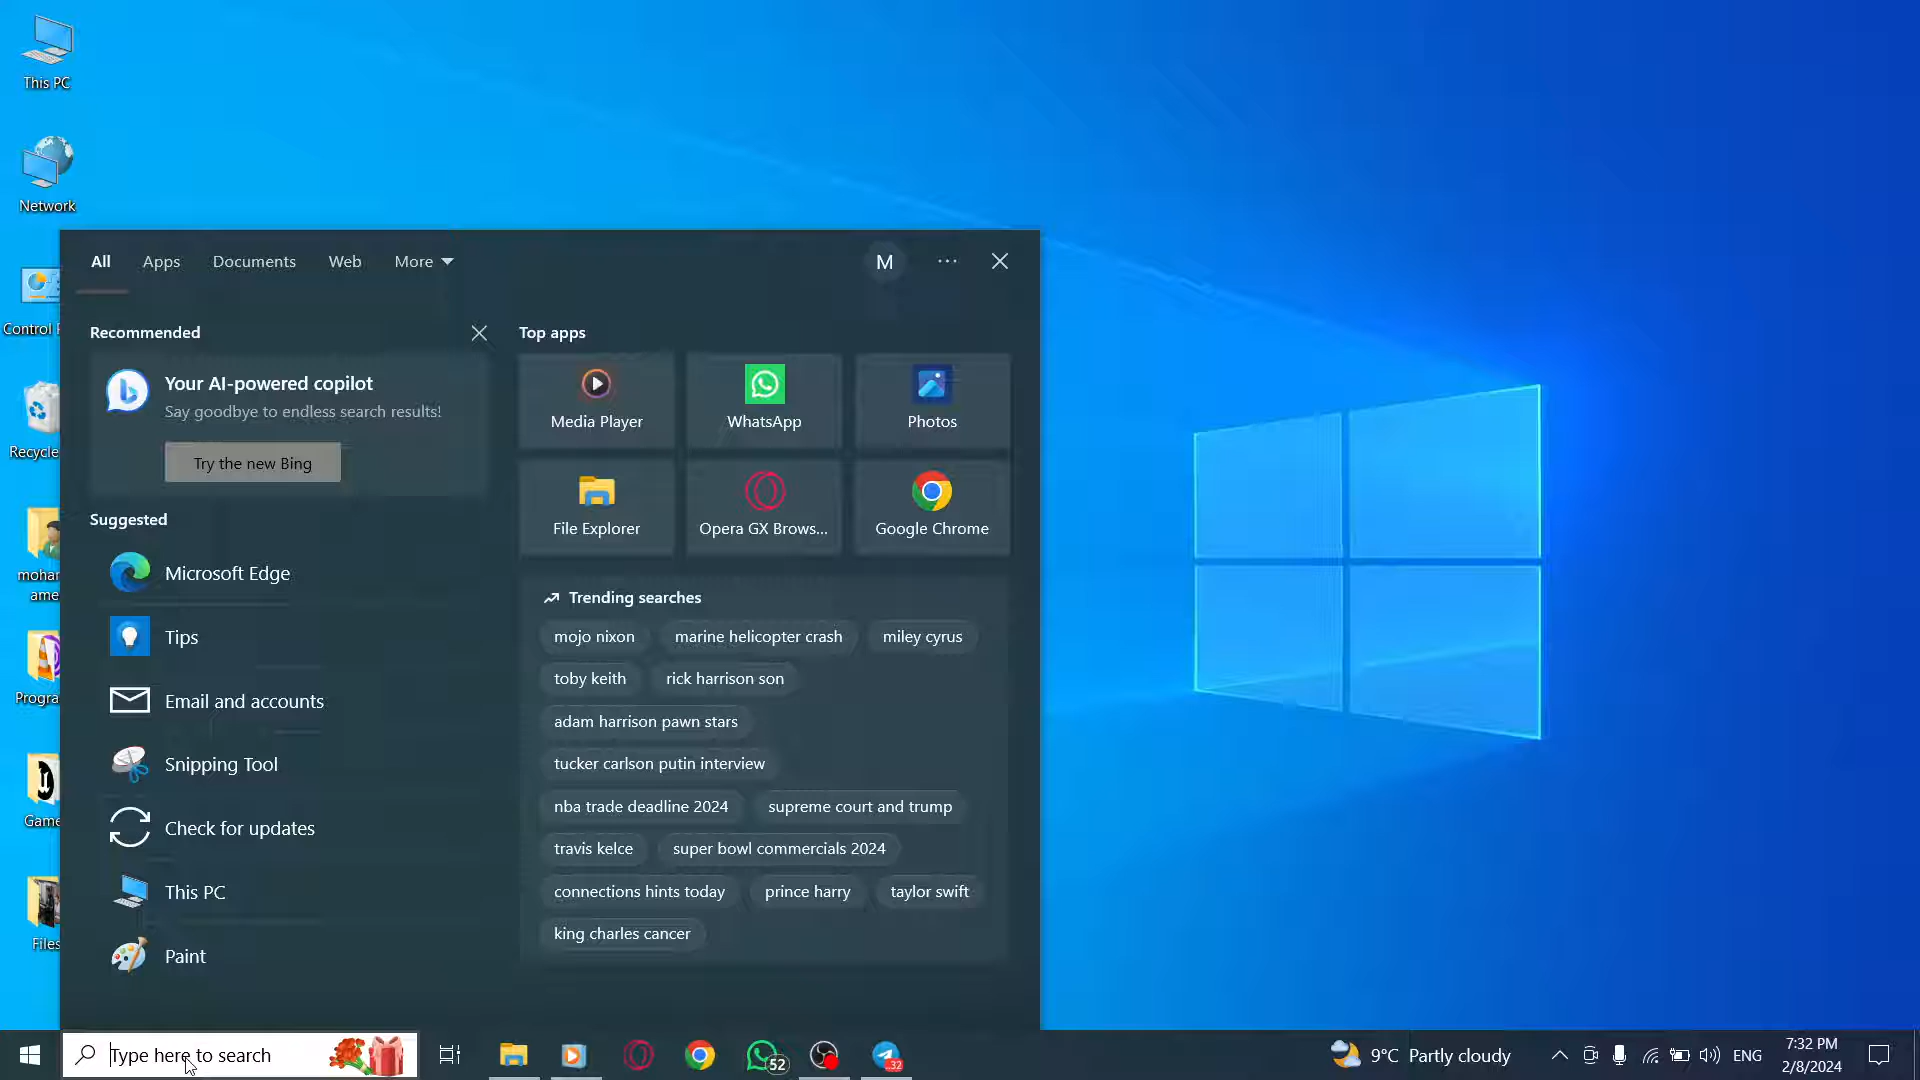 This PC
Network
Control P
Recycle
moham
ame
Progra
Game
Files
All Apps Documents Web More
M
Recommended
Your AI-powered copilot
Say goodbye to endless search results!
Try the new Bing
Suggested
Microsoft Edge
Tips
Email and accounts
Snipping Tool
Check for updates
This PC
Paint
Top apps
Media Player WhatsApp Photos
File Explorer Opera GX Brows... Google Chrome
Trending searches
mojo nixon marine helicopter crash miley cyrus
toby keith rick harrison son
adam harrison pawn stars
tucker carlson putin interview
nba trade deadline 2024 supreme court and trump
travis kelce super bowl commercials 2024
connections hints today prince harry taylor swift
king charles cancer
Type here to search
52
32
9°C Partly cloudy
ENG
7:32 PM
2/8/2024